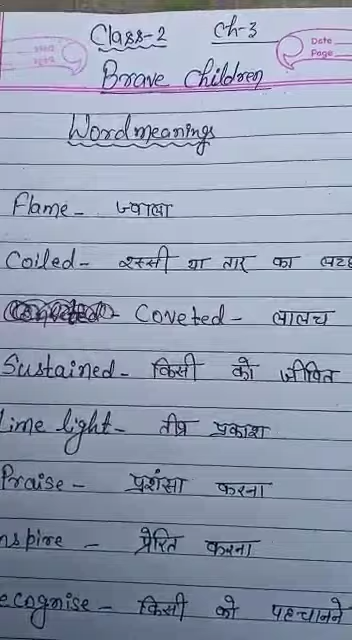 Class-2 Ch-3
Date
Page
Brave Children
Word meanings
Flame - ज्वाला
Coiled - रस्सी या तार का
Coveted - लालच
Sustained - किसी को जीवित
Lime light - तीव्र प्रकाश
Praise - प्रशंसा करना
nspire - प्रेरित करना
ecognise - किसी को पहचानने